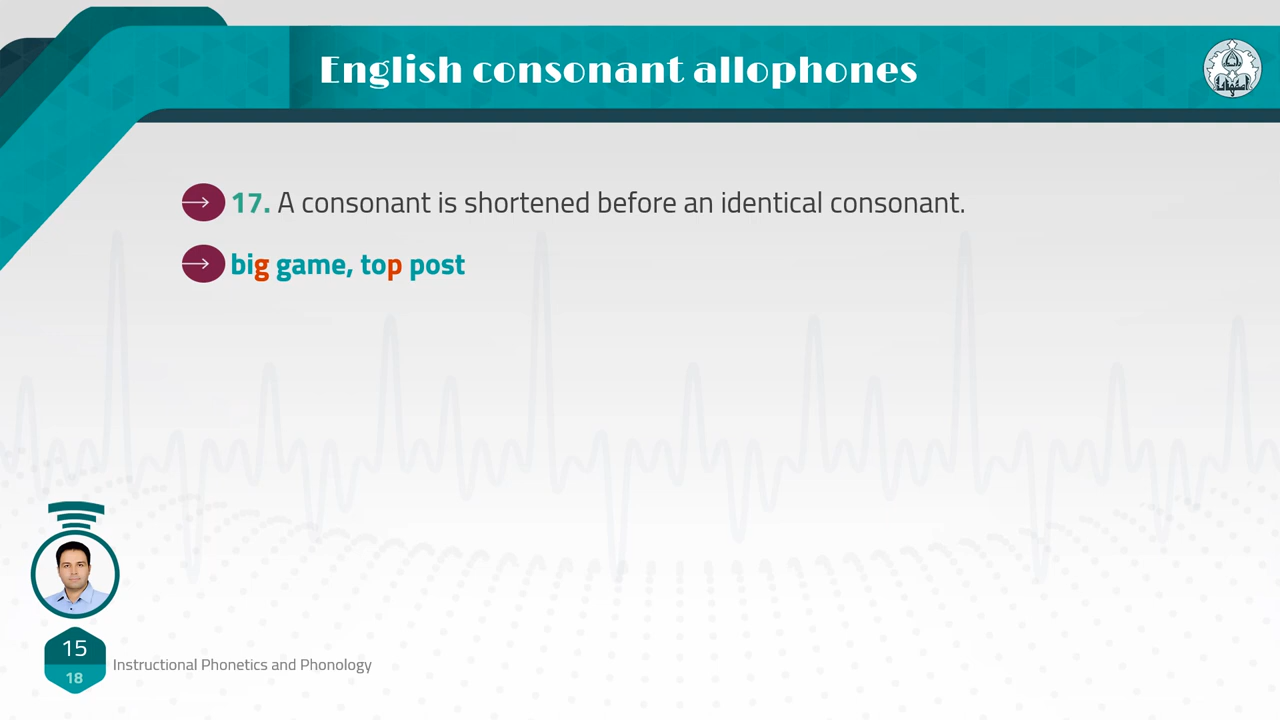 English consonant allophones
17. A consonant is shortened before an identical consonant.
big game, top post
15
18
Instructional Phonetics and Phonology